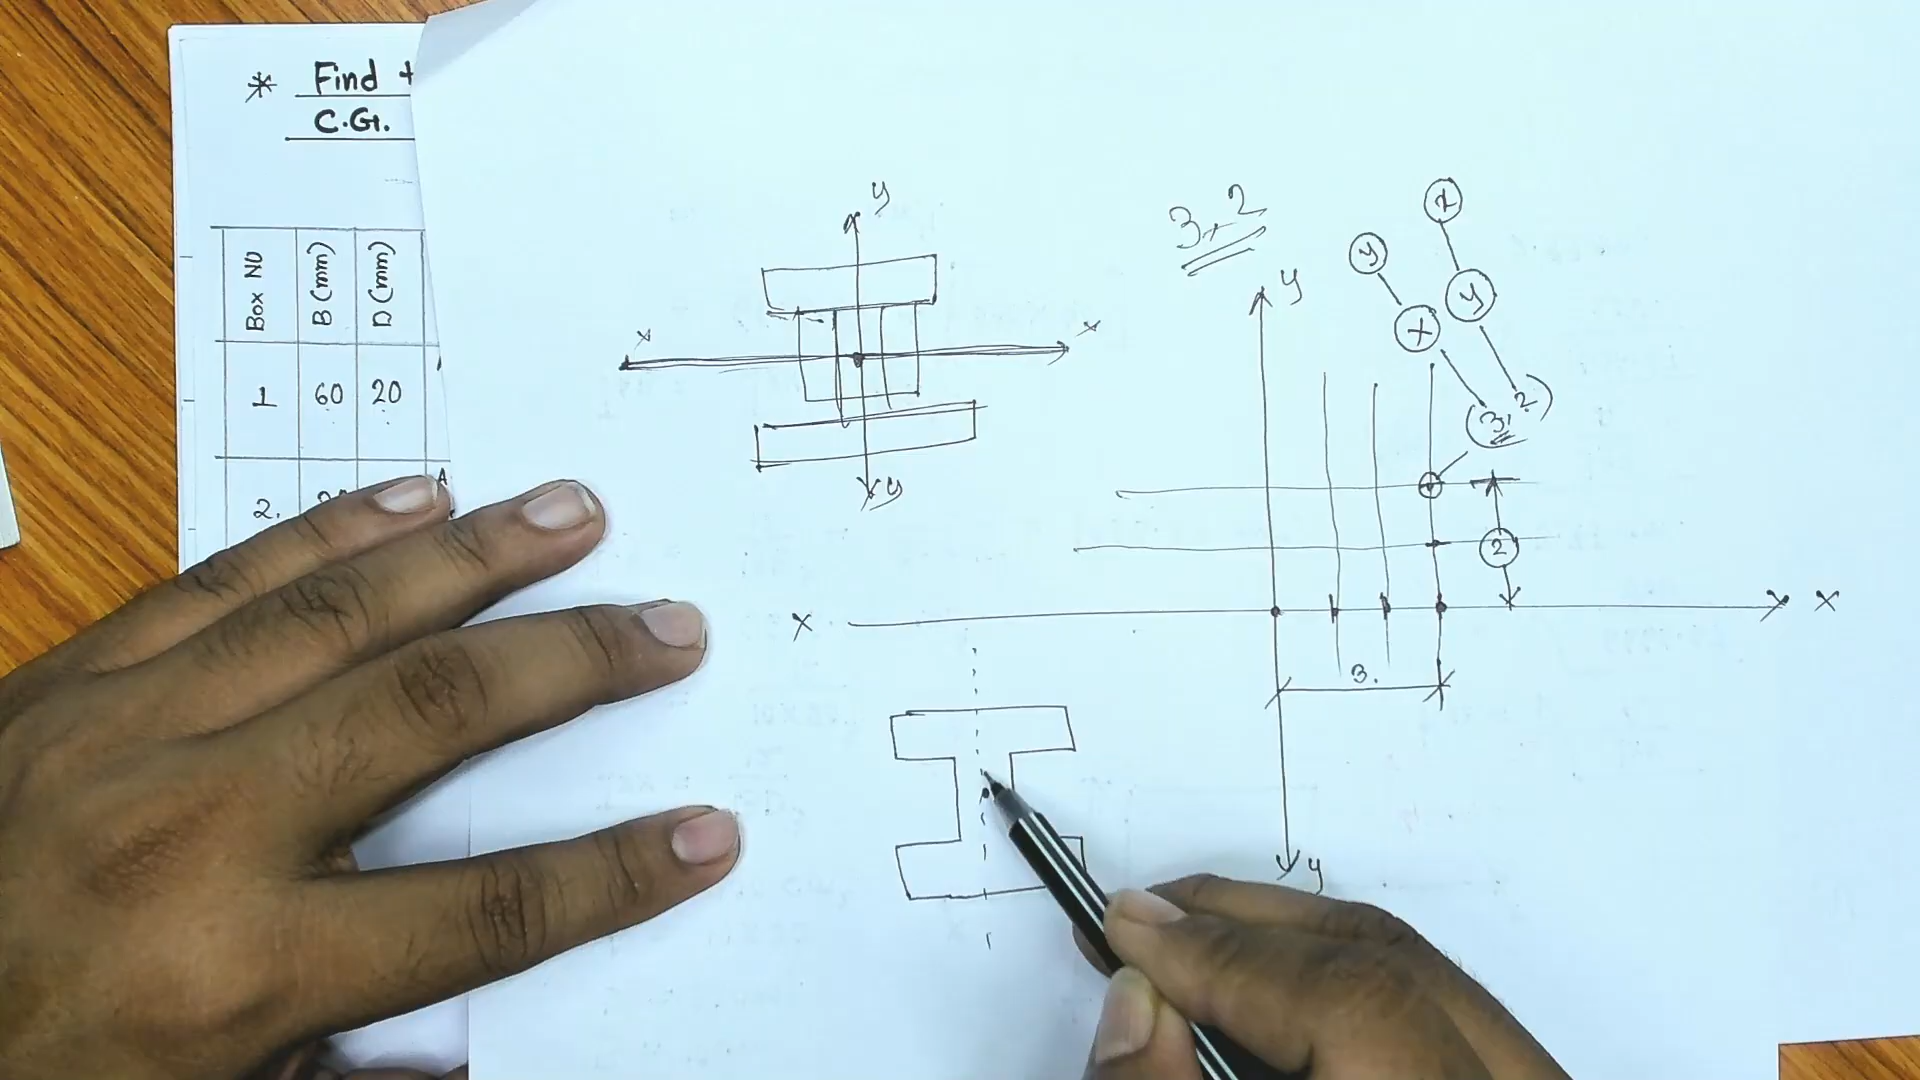 * Find
C.G.
Box NO
B (mm)
D (mm)
1
60
20
2.
y
x
x
y
3, 2
y
x
y
x
y
(3, 2)
2
x
x
3.
y